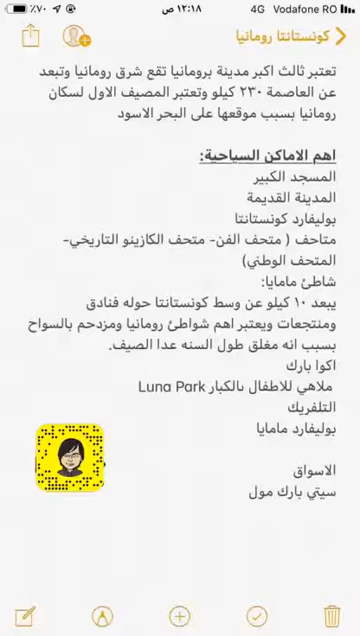 ٪٧٠ ١٢:١٨ ص 4G Vodafone RO
كونستانتا رومانيا
تعتبر ثالث اكبر مدينة برومانيا تقع شرق رومانيا وتبعد
عن العاصمة ٢٣٠ كيلو وتعتبر المصيف الاول لسكان
رومانيا بسبب موقعها على البحر الاسود
اهم الاماكن السياحية:
المسجد الكبير
المدينة القديمة
بوليفارد كونستانتا
متاحف ( متحف الفن- متحف الكازينو التاريخي-
المتحف الوطني)
شاطئ مامايا:
يبعد ١٠ كيلو عن وسط كونستانتا حوله فنادق
ومنتجعات ويعتبر اهم شواطئ رومانيا ومزدحم بالسواح
بسبب انه مغلق طول السنه عدا الصيف.
اكوا بارك
ملاهي للاطفال بالكبار Luna Park
التلفريك
بوليفارد مامايا
الاسواق
سيتي بارك مول